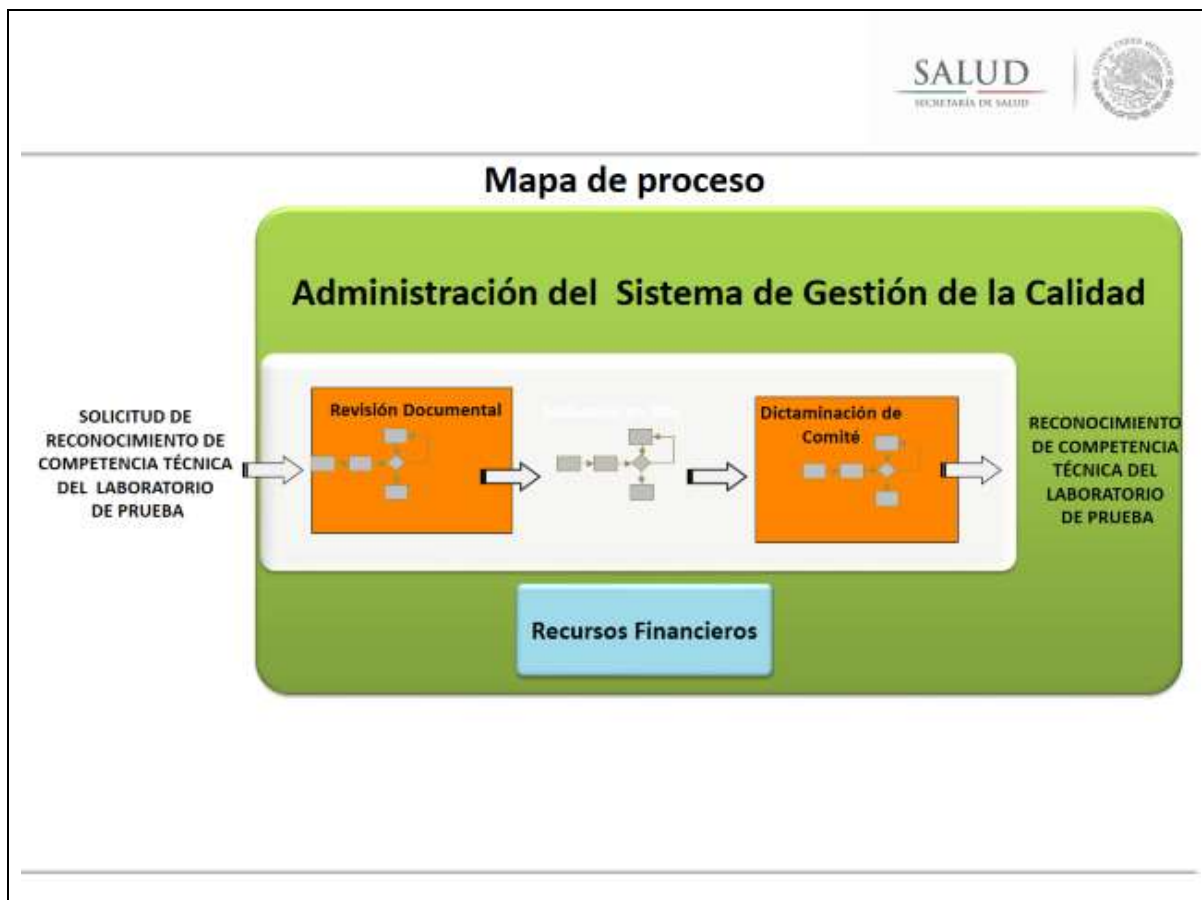 SALUD
SECRETARÍA DE SALUD
Mapa de proceso
Administración del Sistema de Gestión de la Calidad
SOLICITUD DE
RECONOCIMIENTO DE
COMPETENCIA TÉCNICA
DEL LABORATORIO
DE PRUEBA
Revisión Documental
Dictaminación de
Comité
RECONOCIMIENTO
DE COMPETENCIA
TÉCNICA DEL
LABORATORIO
DE PRUEBA
Recursos Financieros